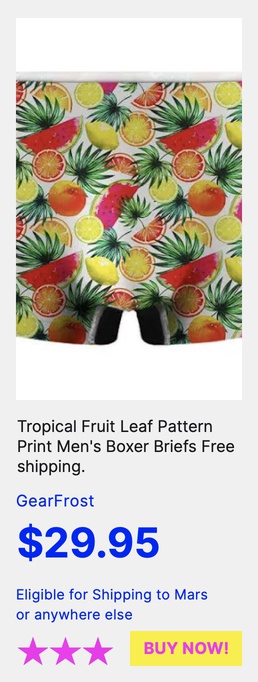 Tropical Fruit Leaf Pattern
Print Men's Boxer Briefs Free
shipping.
GearFrost
$29.95
Eligible for Shipping to Mars
or anywhere else
BUY NOW!